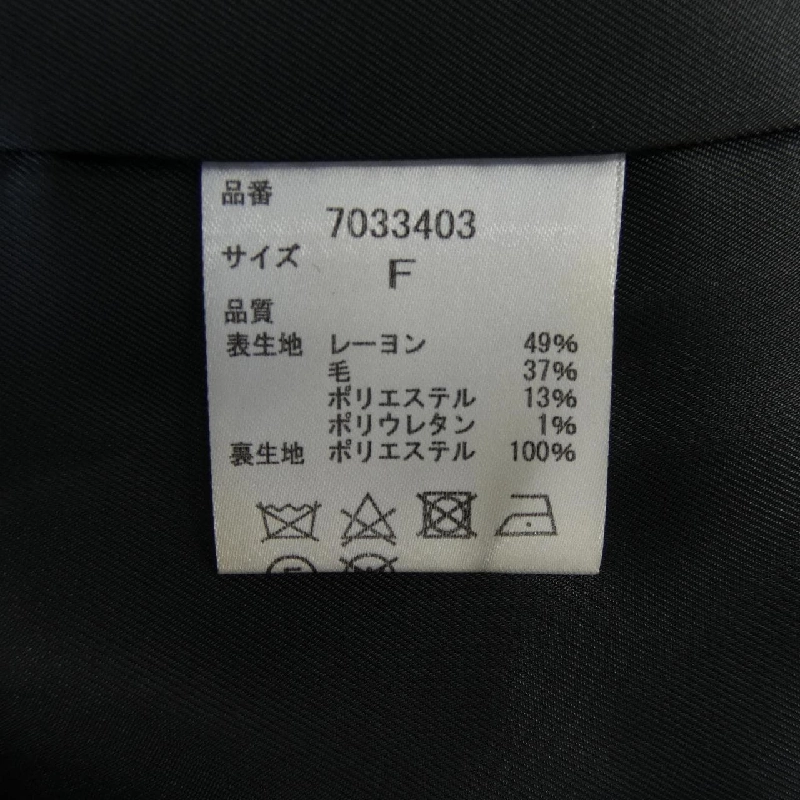 品番
7033403
サイズ
F
品質
表生地 レーヨン 49%
毛 37%
ポリエステル 13%
ポリウレタン 1%
裏生地 ポリエステル 100%